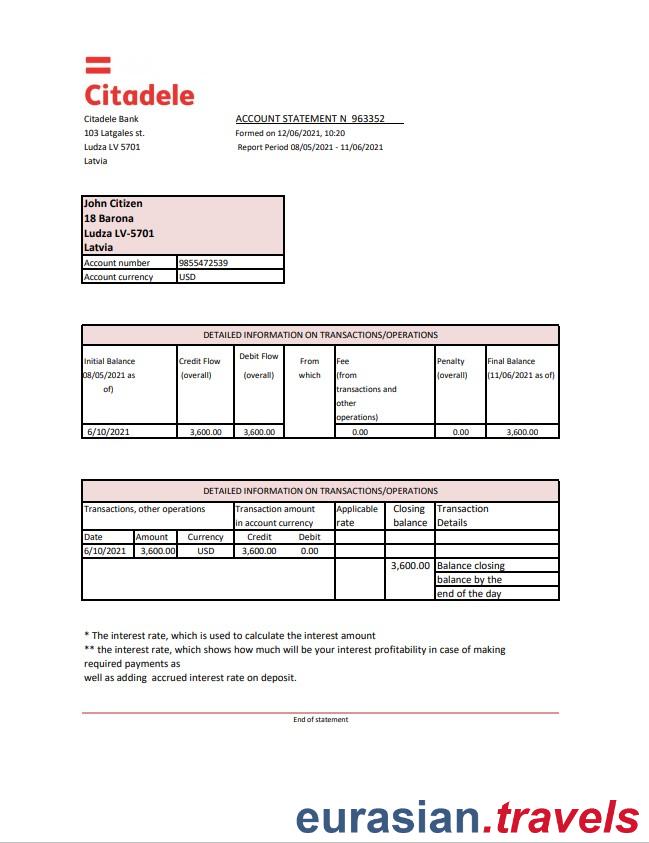 Citadele
Citadele Bank
103 Latgales st.
Ludza LV 5701
Latvia
ACCOUNT STATEMENT N 963352
Formed on 12/06/2021, 10:20
Report Period 08/05/2021 - 11/06/2021
John Citizen
18 Barona
Ludza LV-5701
Latvia
Account number 9855472539
Account currency USD
DETAILED INFORMATION ON TRANSACTIONS/OPERATIONS
Initial Balance
08/05/2021 as
of)
Credit Flow
(overall)
Debit Flow
(overall)
From
which
Fee
(from
transactions and
other
operations)
Penalty
(overall)
Final Balance
(11/06/2021 as of)
6/10/2021 3,600.00 3,600.00 0.00 0.00 3,600.00
DETAILED INFORMATION ON TRANSACTIONS/OPERATIONS
Transactions, other operations
Transaction amount
in account currency
Applicable
rate
Closing
balance
Transaction
Details
Date Amount Currency Credit Debit
6/10/2021 3,600.00 USD 3,600.00 0.00
3,600.00 Balance closing
balance by the
end of the day
* The interest rate, which is used to calculate the interest amount
** the interest rate, which shows how much will be your interest profitability in case of making
required payments as
well as adding accrued interest rate on deposit.
End of statement
eurasian.travels